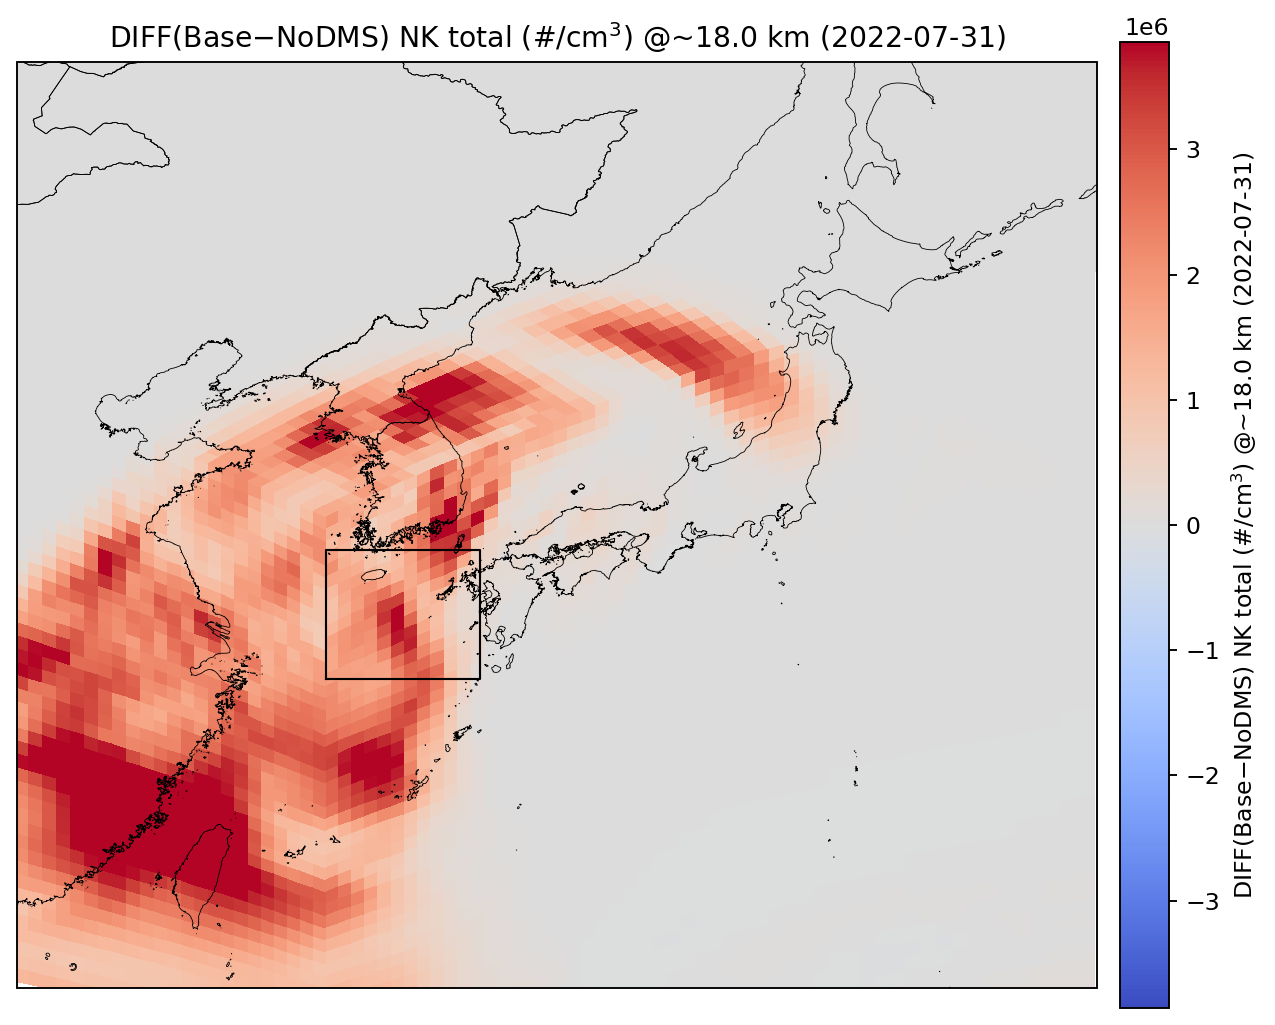 DIFF(Base−NoDMS) NK total (#/cm³) @~18.0 km (2022-07-31)
1e6
3
2
1
0
−1
−2
−3
DIFF(Base−NoDMS) NK total (#/cm³) @~18.0 km (2022-07-31)